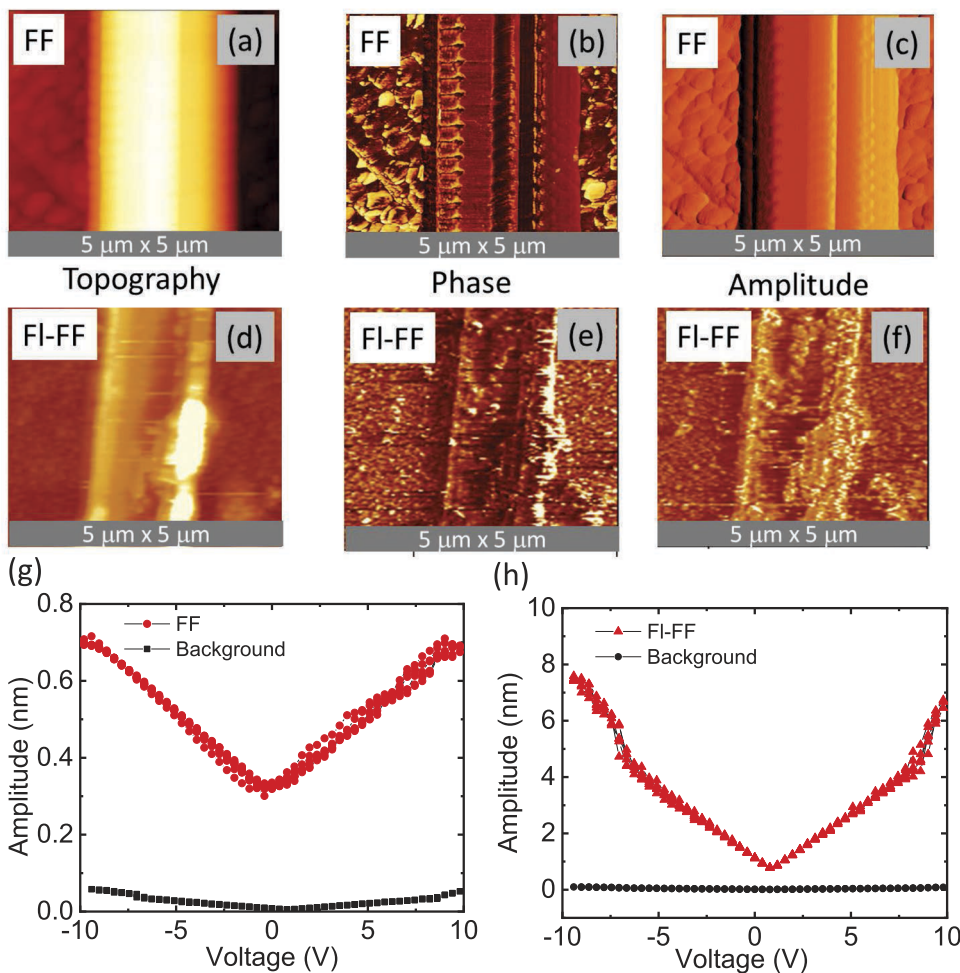 FF (a)
FF (b)
FF (c)
5 μm x 5 μm
5 μm x 5 μm
5 μm x 5 μm
Topography
Phase
Amplitude
Fl-FF (d)
Fl-FF (e)
Fl-FF (f)
5 μm x 5 μm
5 μm x 5 μm
5 μm x 5 μm
(g)
0.8
0.6
0.4
0.2
0.0
Amplitude (nm)
FF
Background
-10 -5 0 5 10
Voltage (V)
(h)
10
8
6
4
2
0
Amplitude (nm)
Fl-FF
Background
-10 -5 0 5 10
Voltage (V)